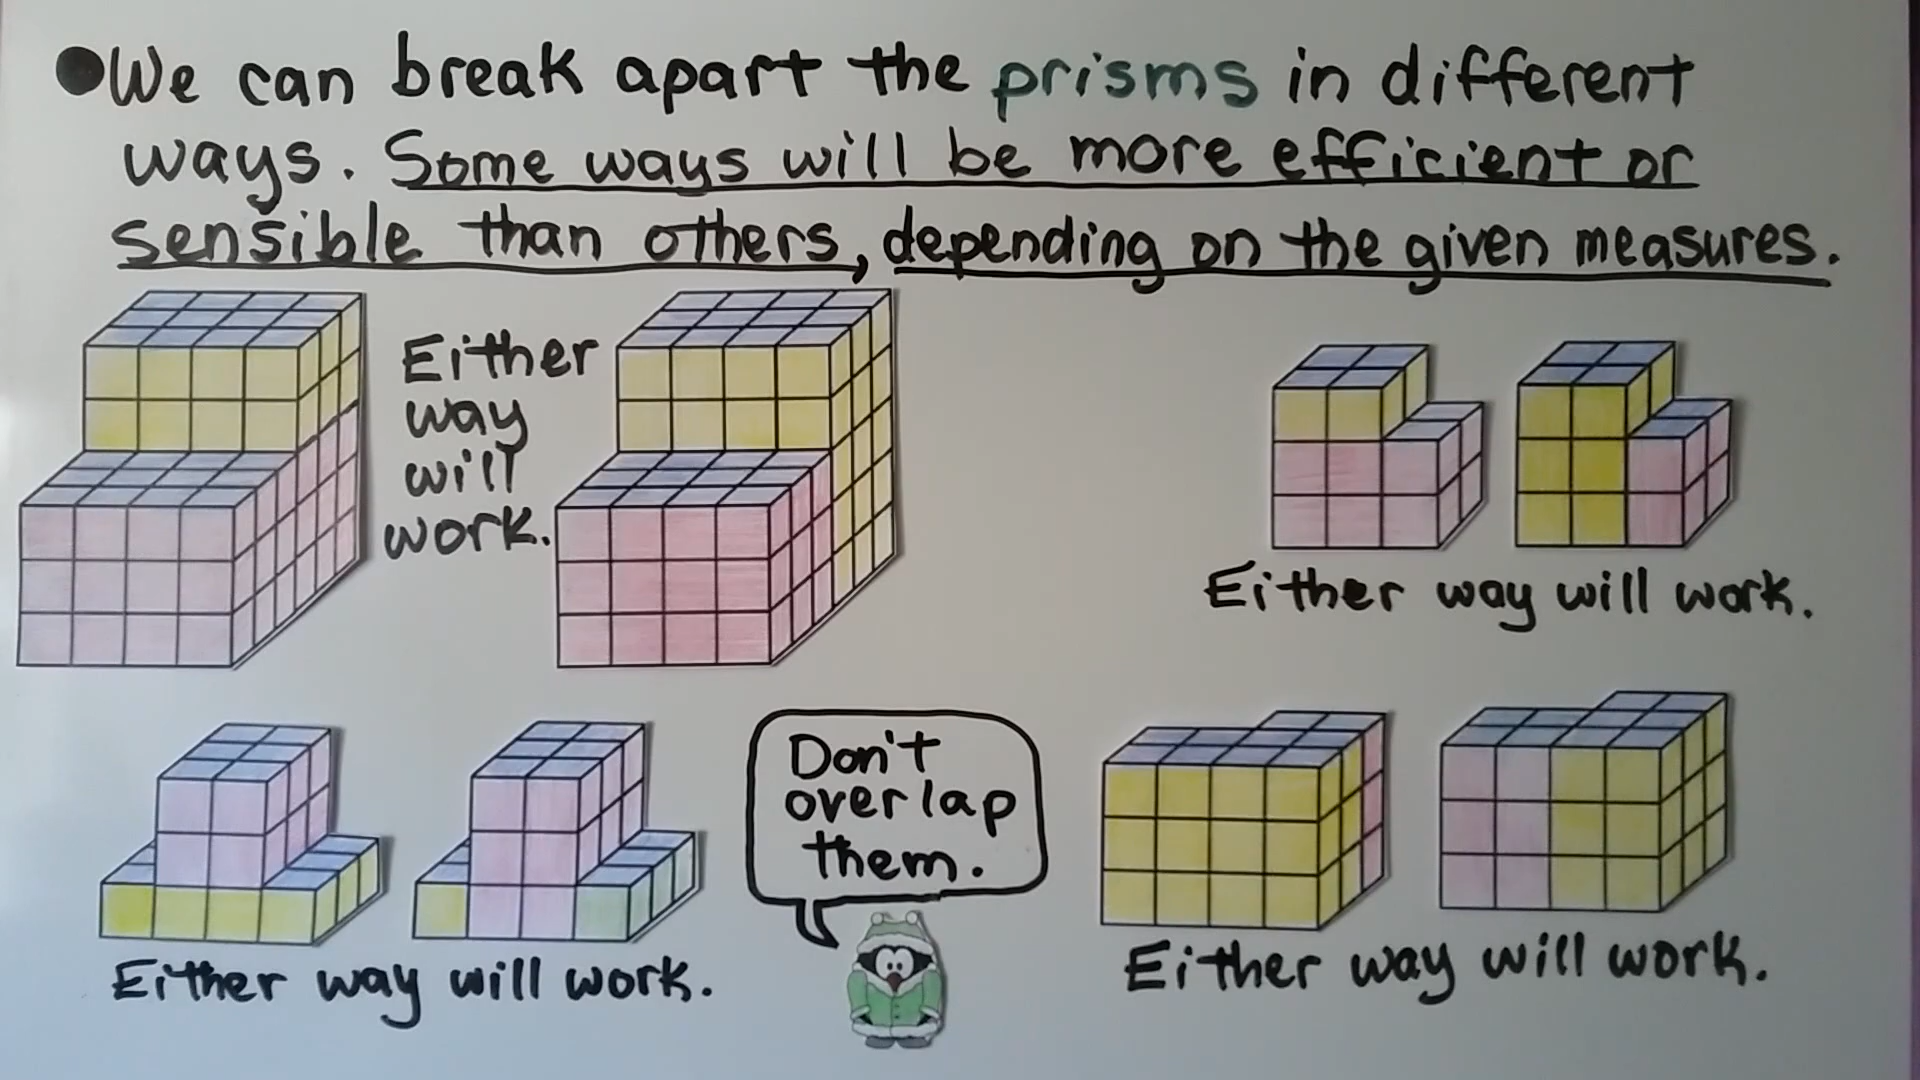 We can break apart the prisms in different
ways. Some ways will be more efficient or
sensible than others, depending on the given measures.
Either
way
will
work.
Either way will work.
Don't
overlap
them.
Either way will work.
Either way will work.